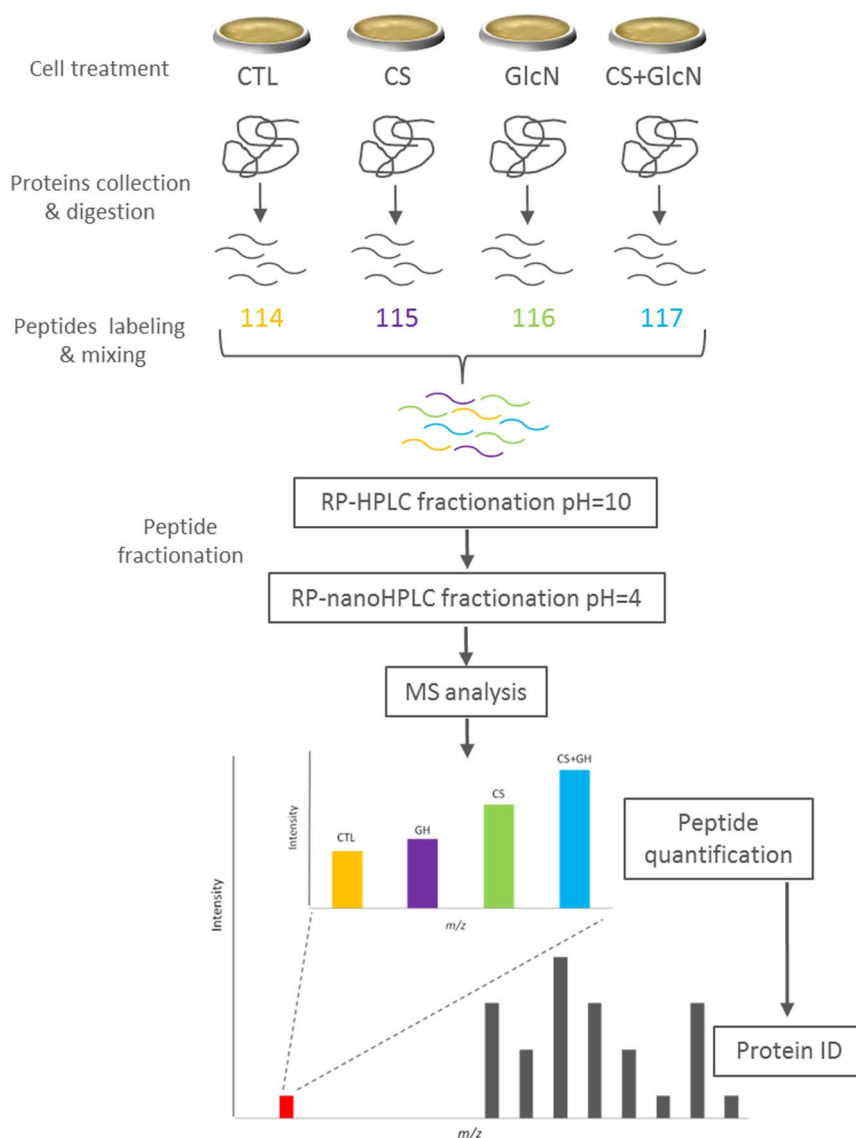 Cell treatment
CTL
CS
GlcN
CS+GlcN
Proteins collection
& digestion
Peptides labeling
& mixing
114
115
116
117
RP-HPLC fractionation pH=10
Peptide
fractionation
RP-nanoHPLC fractionation pH=4
MS analysis
Intensity
Intensity
CTL
GH
CS
CS+GH
m/z
Peptide
quantification
Protein ID
m/z